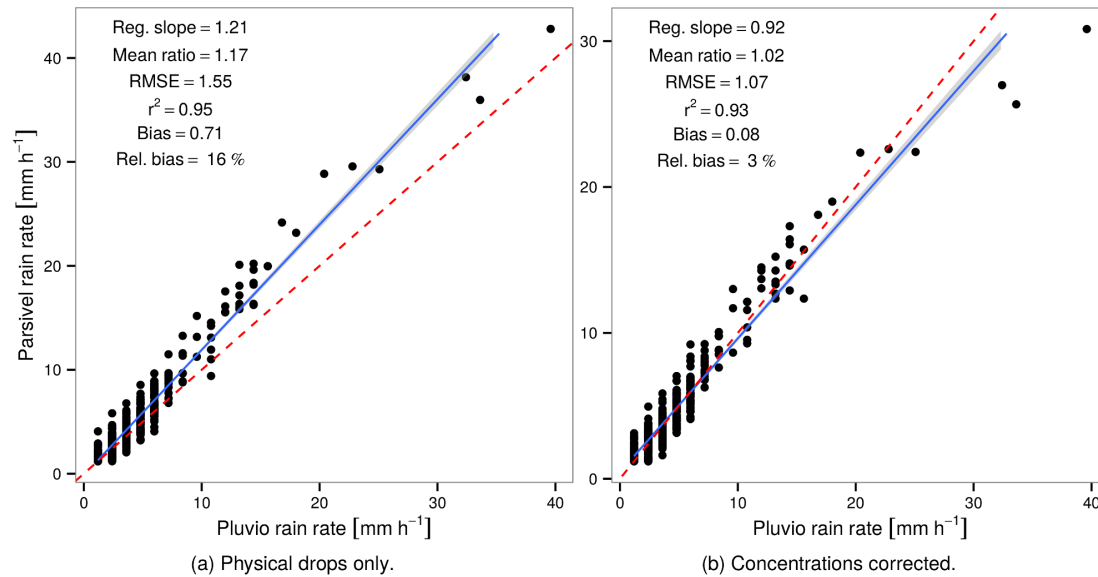 Reg. slope = 1.21
Mean ratio = 1.17
RMSE = 1.55
r² = 0.95
Bias = 0.71
Rel. bias = 16 %
40
30
20
10
0
Parsivel rain rate [mm h⁻¹]
0 10 20 30 40
Pluvio rain rate [mm h⁻¹]
(a) Physical drops only.
Reg. slope = 0.92
Mean ratio = 1.02
RMSE = 1.07
r² = 0.93
Bias = 0.08
Rel. bias = 3 %
30
20
10
0
0 10 20 30 40
Pluvio rain rate [mm h⁻¹]
(b) Concentrations corrected.